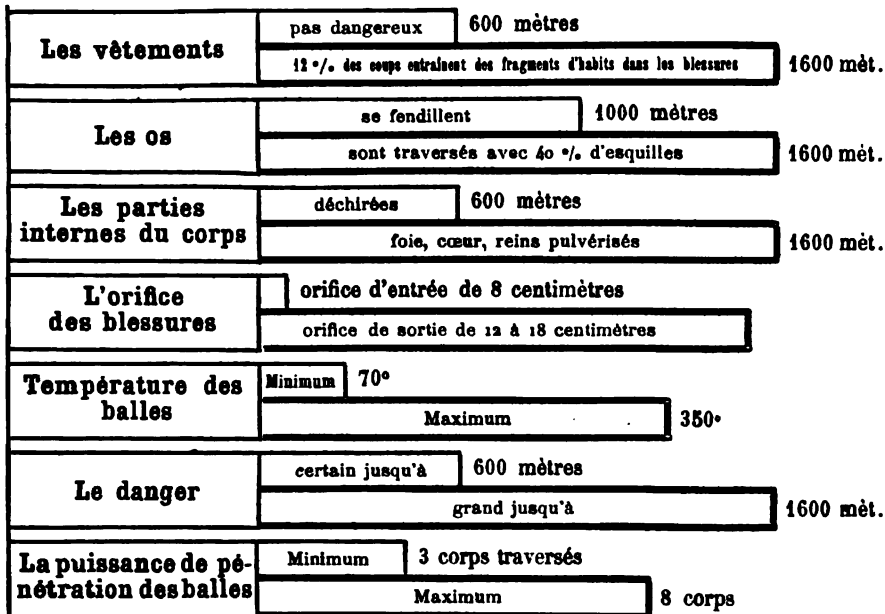 Les vêtements
pas dangereux
600 mètres
12 % des coups entraînent des fragments d'habits dans les blessures
1600 mèt.
Les os
se fendillent
1000 mètres
sont traversés avec 40 % d'esquilles
1600 mèt.
Les parties
internes du corps
déchirées
600 mètres
foie, cœur, reins pulvérisés
1600 mèt.
L'orifice
des blessures
orifice d'entrée de 8 centimètres
orifice de sortie de 12 à 18 centimètres
Température des
balles
Minimum
70°
Maximum
350°
Le danger
certain jusqu'à
600 mètres
grand jusqu'à
1600 mèt.
La puissance de pé-
nétration des balles
Minimum
3 corps traversés
Maximum
8 corps